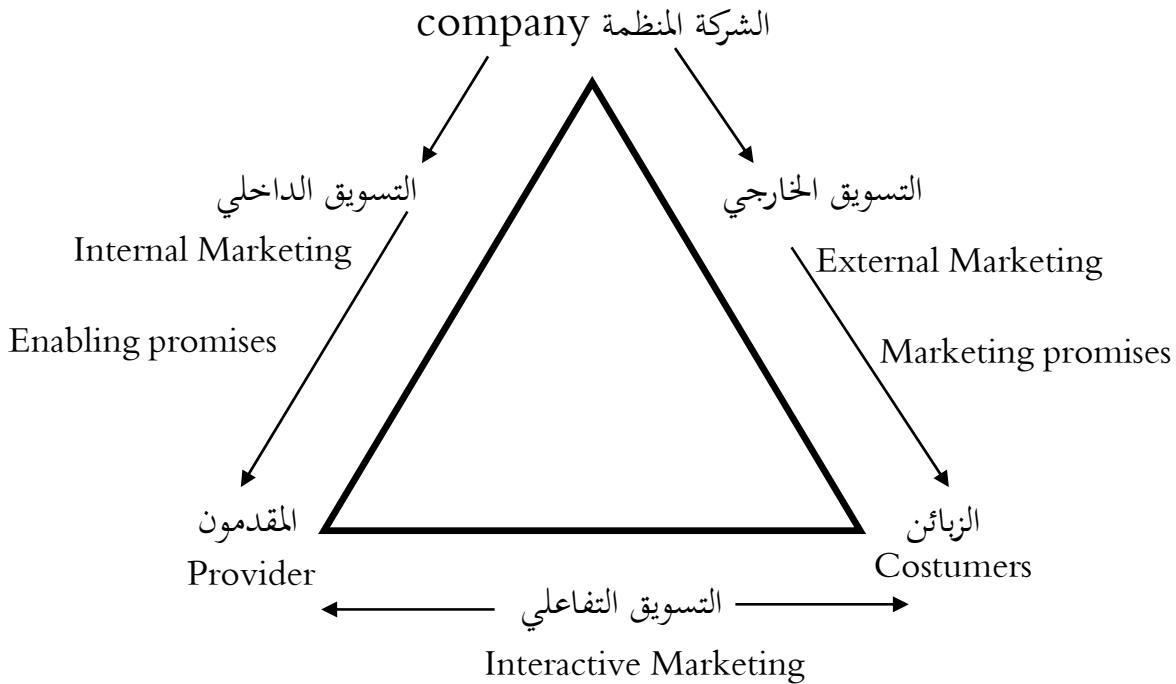 الشركة المنظمة company
التسويق الداخلي
Internal Marketing
Enabling promises
التسويق الخارجي
External Marketing
Marketing promises
المقدمون
Provider
الزبائن
Costumers
التسويق التفاعلي
Interactive Marketing